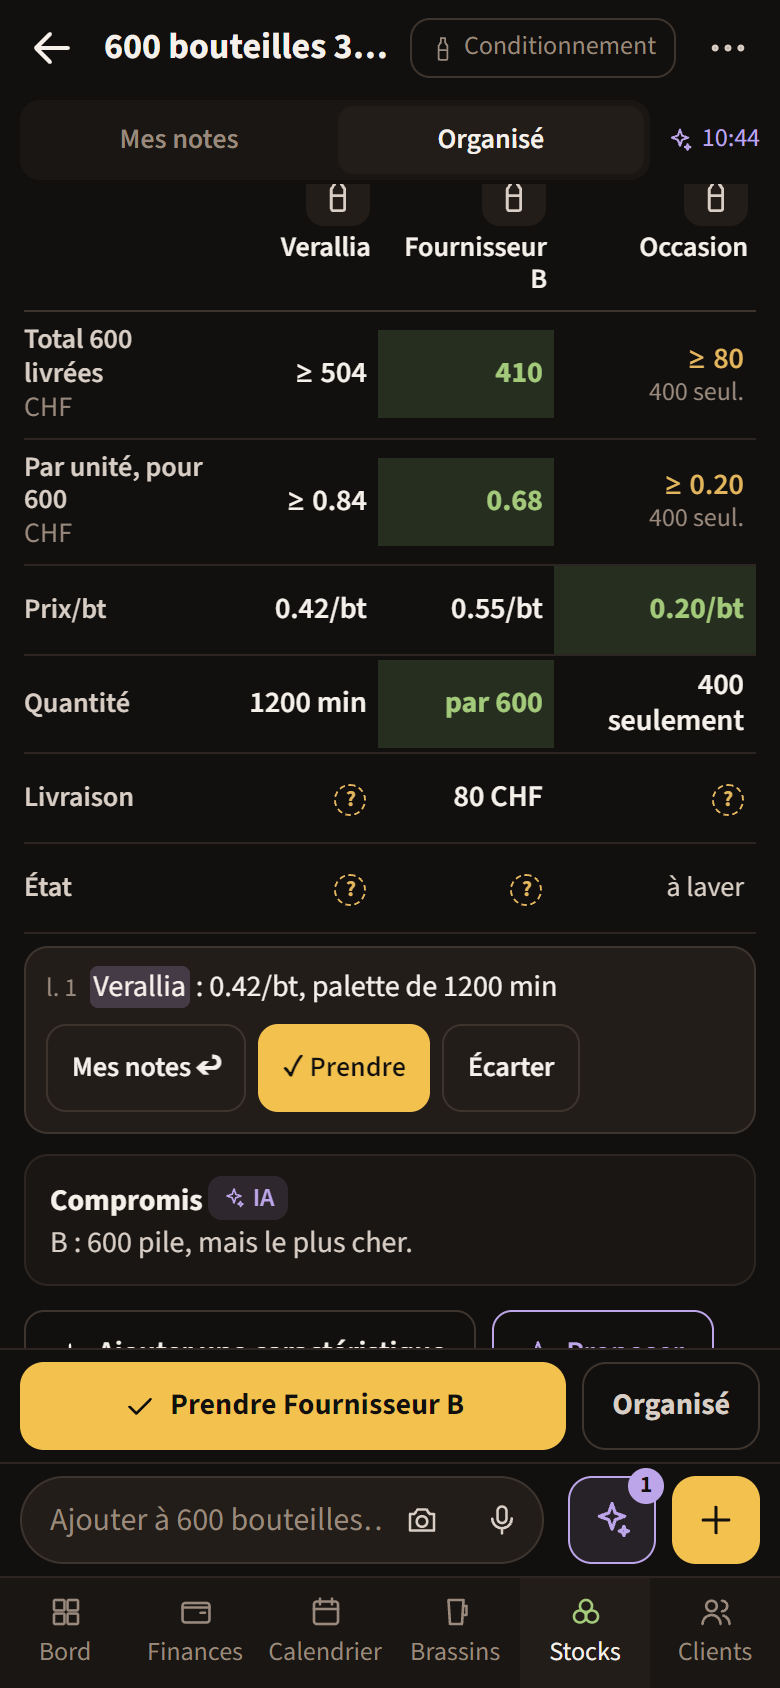 600 bouteilles 3...
Conditionnement
Mes notes
Organisé
10:44
Verallia
Fournisseur
B
Occasion
Total 600
livrées
CHF
≥ 504
410
≥ 80
400 seul.
Par unité, pour
600
CHF
≥ 0.84
0.68
≥ 0.20
400 seul.
Prix/bt
0.42/bt
0.55/bt
0.20/bt
Quantité
1200 min
par 600
400
seulement
Livraison
?
80 CHF
?
État
?
?
à laver
l. 1 Verallia : 0.42/bt, palette de 1200 min
Mes notes
✓ Prendre
Écarter
Compromis
IA
B : 600 pile, mais le plus cher.
Ajouter une caractéristique
Proposer
Prendre Fournisseur B
Organisé
Ajouter à 600 bouteilles..
1
Bord
Finances
Calendrier
Brassins
Stocks
Clients